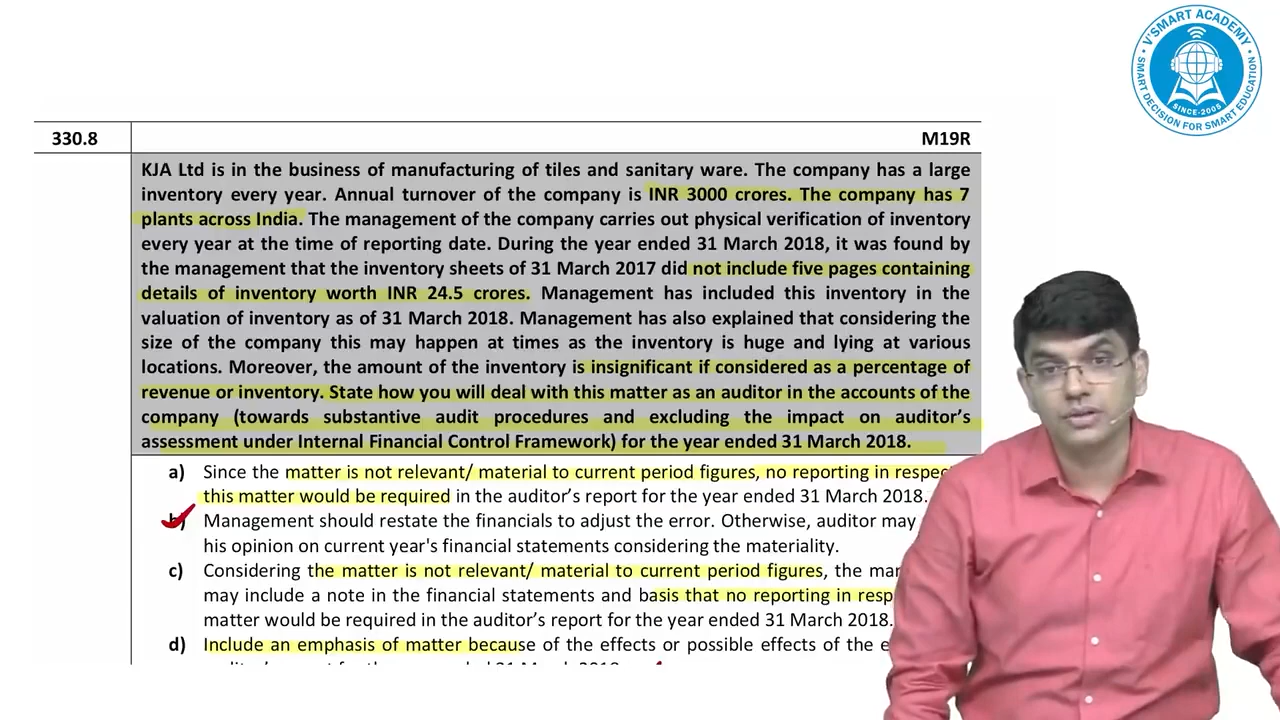 V'SMART ACADEMY
SINCE-2005
SMART DECISION FOR SMART EDUCATION
330.8 M19R
KJA Ltd is in the business of manufacturing of tiles and sanitary ware. The company has a large
inventory every year. Annual turnover of the company is INR 3000 crores. The company has 7
plants across India. The management of the company carries out physical verification of inventory
every year at the time of reporting date. During the year ended 31 March 2018, it was found by
the management that the inventory sheets of 31 March 2017 did not include five pages containing
details of inventory worth INR 24.5 crores. Management has included this inventory in the
valuation of inventory as of 31 March 2018. Management has also explained that considering the
size of the company this may happen at times as the inventory is huge and lying at various
locations. Moreover, the amount of the inventory is insignificant if considered as a percentage of
revenue or inventory. State how you will deal with this matter as an auditor in the accounts of the
company (towards substantive audit procedures and excluding the impact on auditor's
assessment under Internal Financial Control Framework) for the year ended 31 March 2018.
a) Since the matter is not relevant/ material to current period figures, no reporting in
this matter would be required in the auditor's report for the year ended 31 March 2018.
b) Management should restate the financials to adjust the error. Otherwise, auditor may
his opinion on current year's financial statements considering the materiality.
c) Considering the matter is not relevant/ material to current period figures, the
may include a note in the financial statements and basis that no reporting in
matter would be required in the auditor's report for the year ended 31 March 2018.
d) Include an emphasis of matter because of the effects or possible effects of the